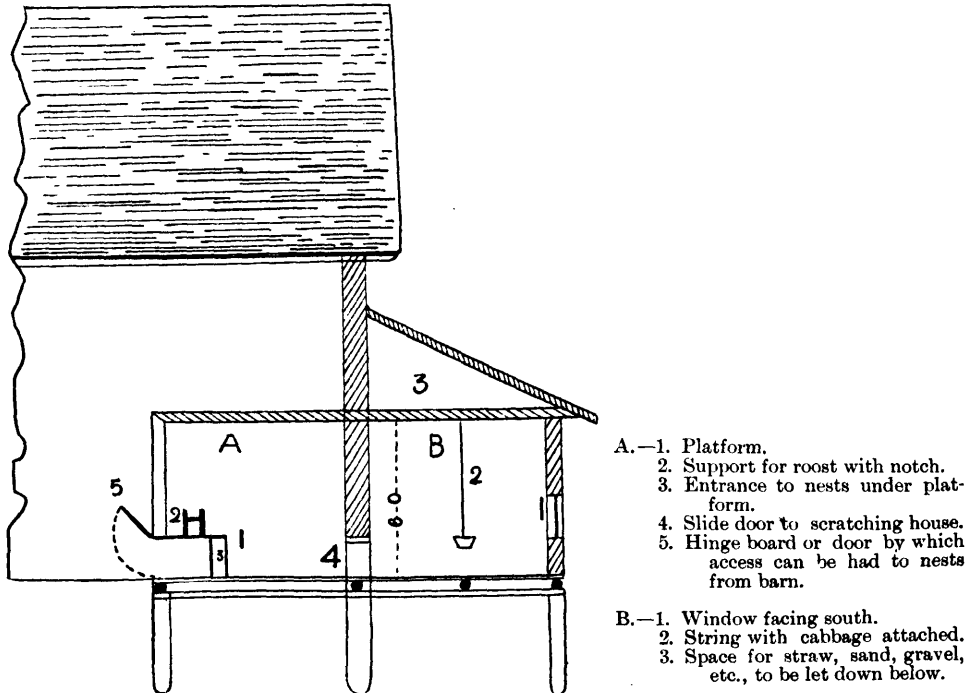 3
A
B
5
2
1
3
4
2
1
A.—1. Platform.
2. Support for roost with notch.
3. Entrance to nests under plat-
form.
4. Slide door to scratching house.
5. Hinge board or door by which
access can be had to nests
from barn.
B.—1. Window facing south.
2. String with cabbage attached.
3. Space for straw, sand, gravel,
etc., to be let down below.